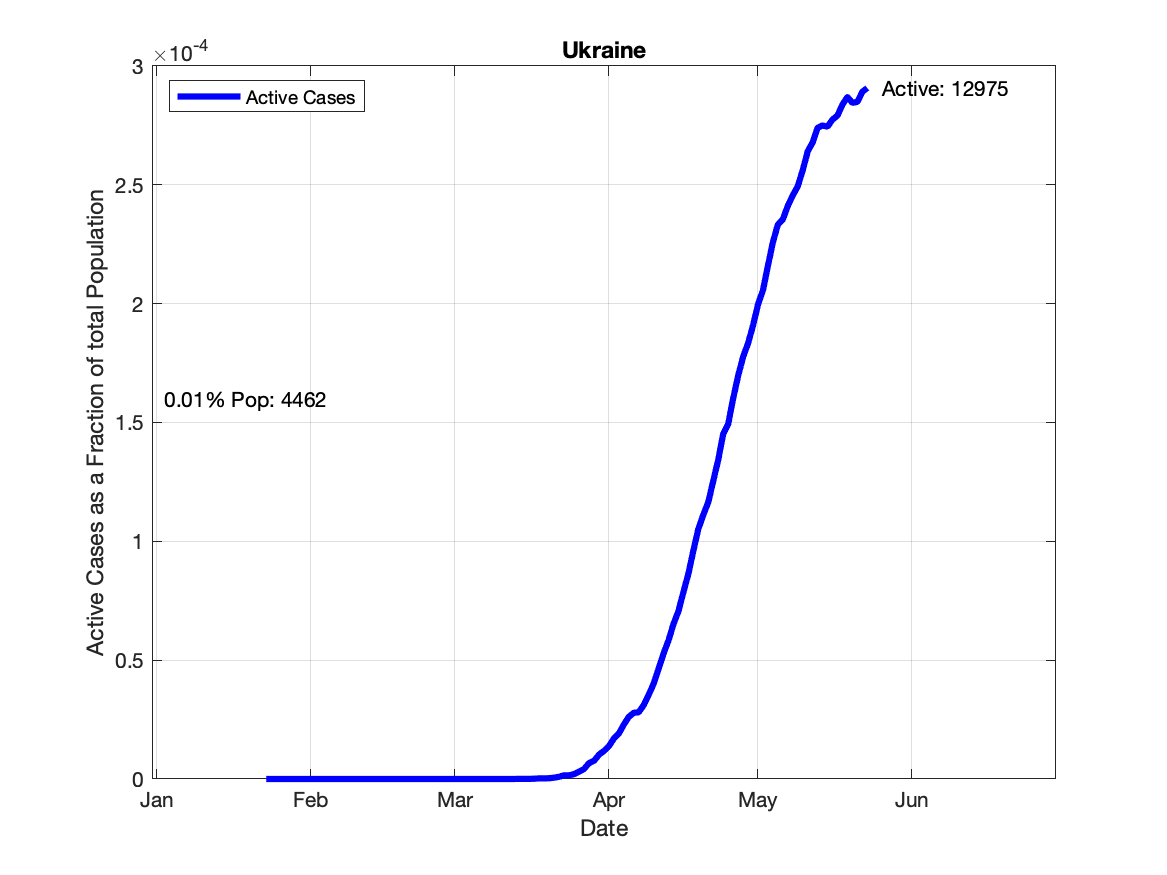 Ukraine
×10-4
3
2.5
2
1.5
1
0.5
0
Active Cases as a Fraction of total Population
Active Cases
Active: 12975
0.01% Pop: 4462
Jan Feb Mar Apr May Jun
Date